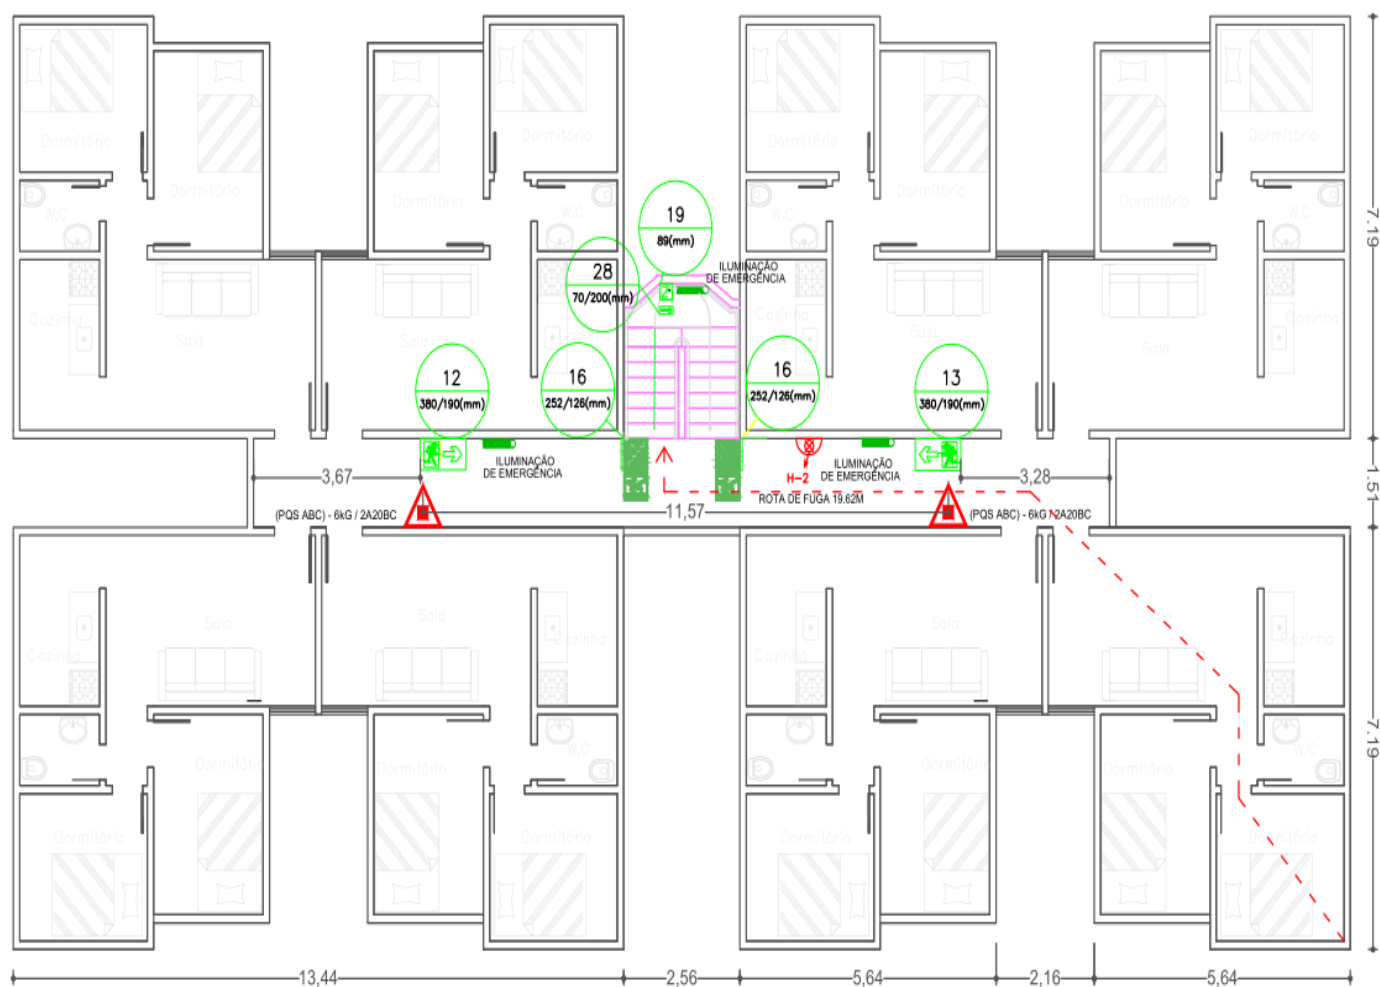 Dormitório
Dormitório
Dormitório
Dormitório
Dormitório
Dormitório
Dormitório
Dormitório
W.C
W.C
W.C
W.C
19
89(mm)
28
70/200(mm)
ILUMINAÇÃO
DE EMERGÊNCIA
Cozinha
Sala
Sala
Cozinha
Cozinha
Sala
Sala
Cozinha
12
380/190(mm)
16
252/126(mm)
16
252/126(mm)
13
380/190(mm)
7.19
3,67
ILUMINAÇÃO
DE EMERGÊNCIA
H-2
ILUMINAÇÃO
DE EMERGÊNCIA
3,28
1.51
ROTA DE FUGA 19.62M
(PQS ABC) - 6kG / 2A20BC
11,57
(PQS ABC) - 6kG / 2A20BC
Cozinha
Sala
Sala
Cozinha
Cozinha
Sala
Sala
Cozinha
W.C
W.C
7.19
Dormitório
Dormitório
Dormitório
Dormitório
Dormitório
Dormitório
Dormitório
Dormitório
13,44
2,56
5,64
2,16
5,64